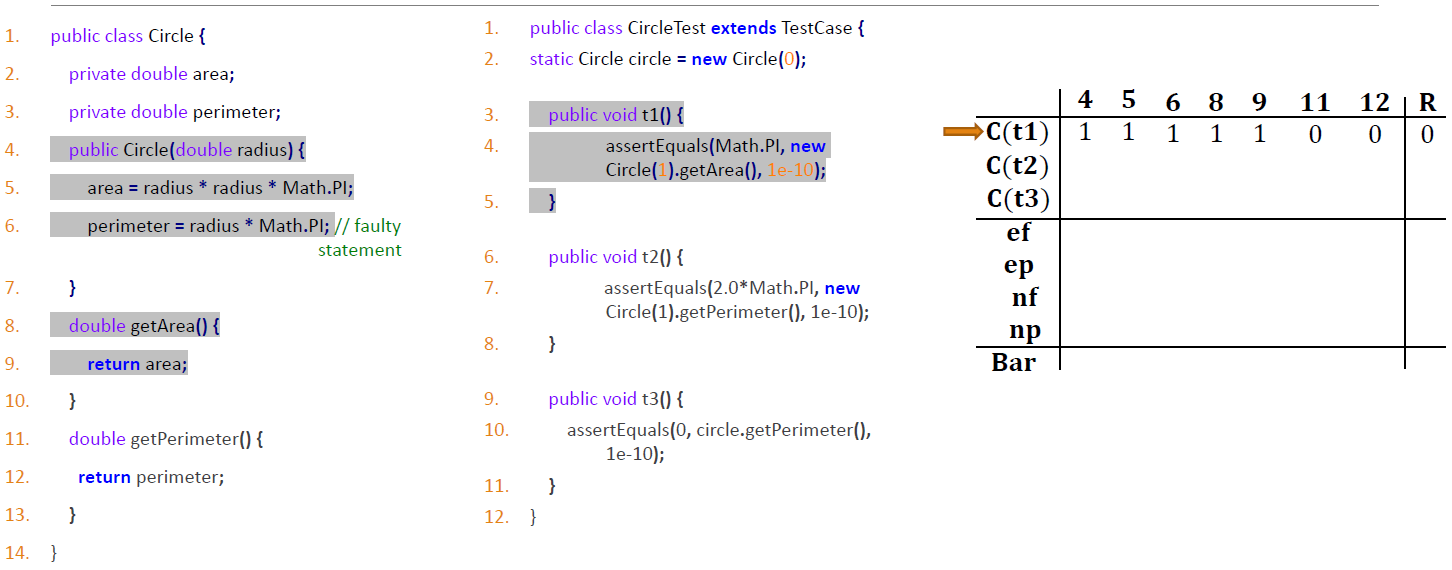 1. public class Circle {
2. private double area;
3. private double perimeter;
4. public Circle(double radius) {
5. area = radius * radius * Math.PI;
6. perimeter = radius * Math.PI; // faulty
statement
7. }
8. double getArea() {
9. return area;
10. }
11. double getPerimeter() {
12. return perimeter;
13. }
14. }
1. public class CircleTest extends TestCase {
2. static Circle circle = new Circle(0);
3. public void t1() {
4. assertEquals(Math.PI, new
Circle(1).getArea(), 1e-10);
5. }
6. public void t2() {
7. assertEquals(2.0*Math.PI, new
Circle(1).getPerimeter(), 1e-10);
8. }
9. public void t3() {
10. assertEquals(0, circle.getPerimeter(),
1e-10);
11. }
12. }
4 5 6 8 9 11 12 R
C(t1) 1 1 1 1 1 0 0 0
C(t2)
C(t3)
ef
ep
nf
np
Bar